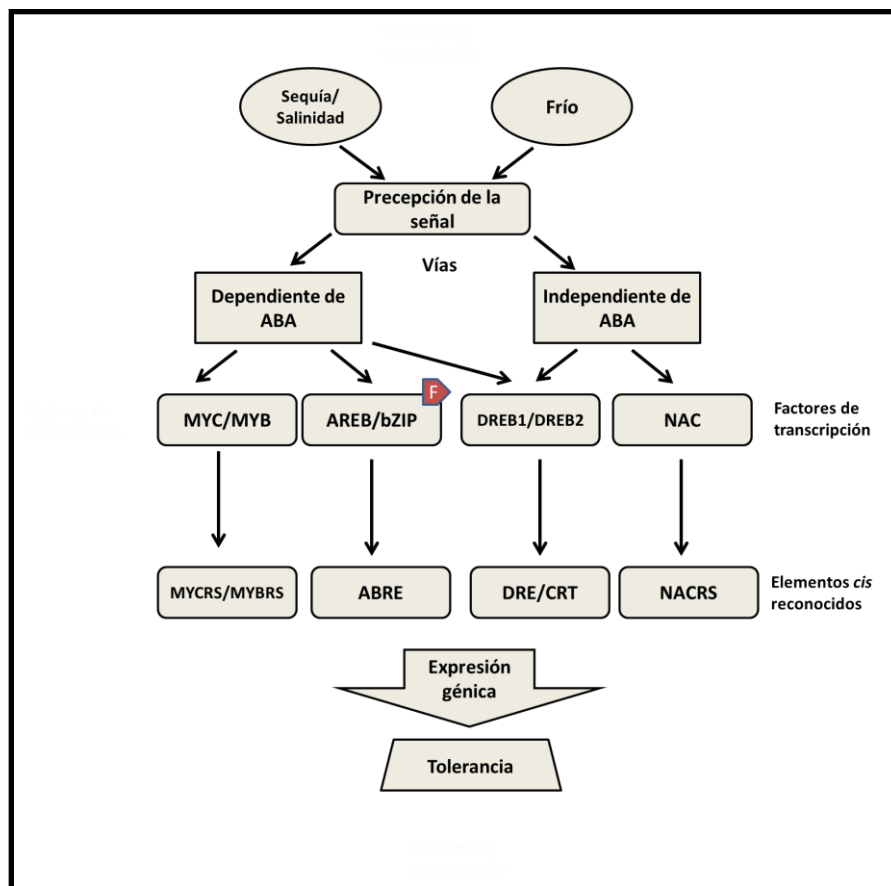 Sequía/
Salinidad
Frío
Precepción de la
señal
Vías
Dependiente de
ABA
Independiente de
ABA
F
MYC/MYB
AREB/bZIP
DREB1/DREB2
NAC
Factores de
transcripción
MYCRS/MYBRS
ABRE
DRE/CRT
NACRS
Elementos cis
reconocidos
Expresión
génica
Tolerancia